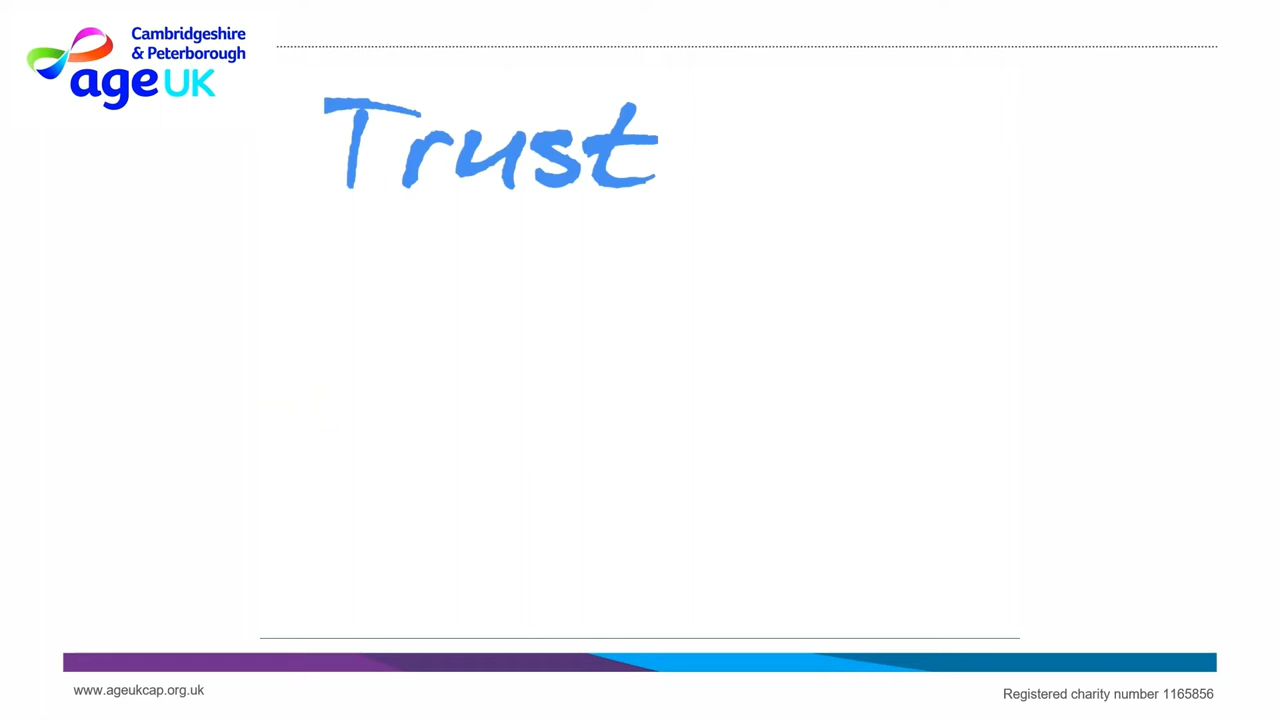 Cambridgeshire
& Peterborough
age UK
Trust
www.ageukcap.org.uk
Registered charity number 1165856